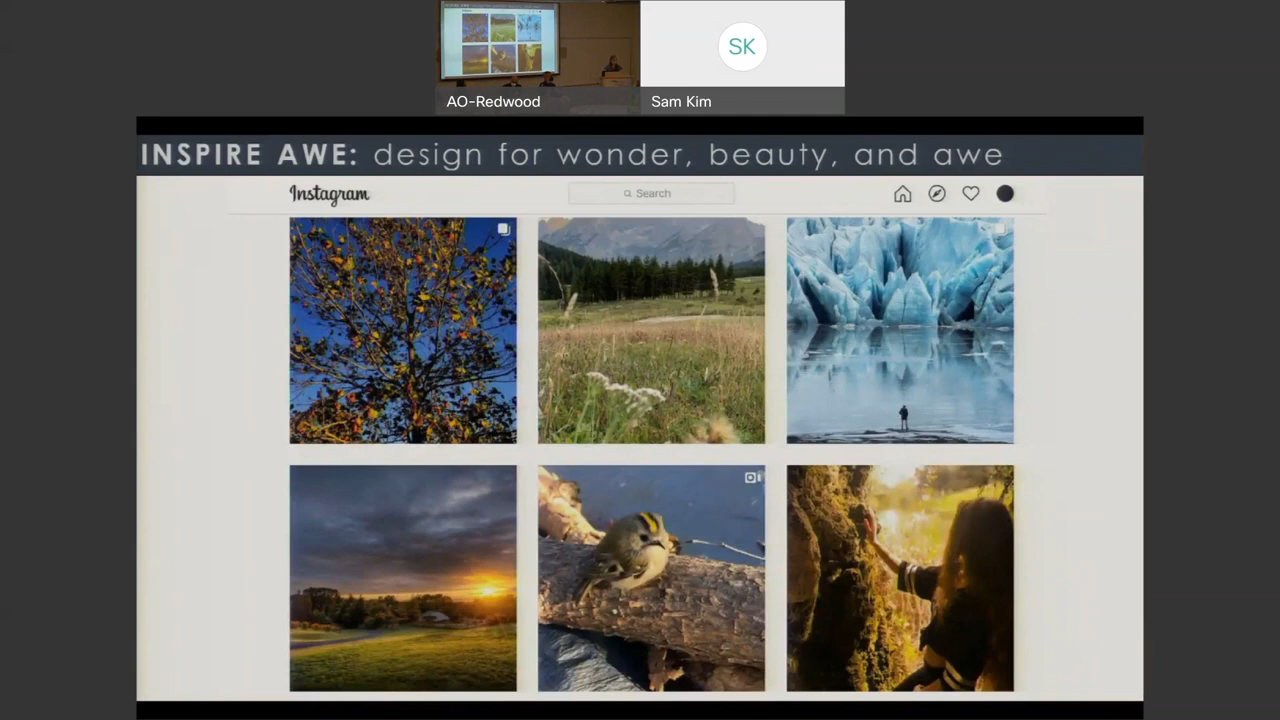 SK
AO-Redwood
Sam Kim
INSPIRE AWE: design for wonder, beauty, and awe
Instagram
Search